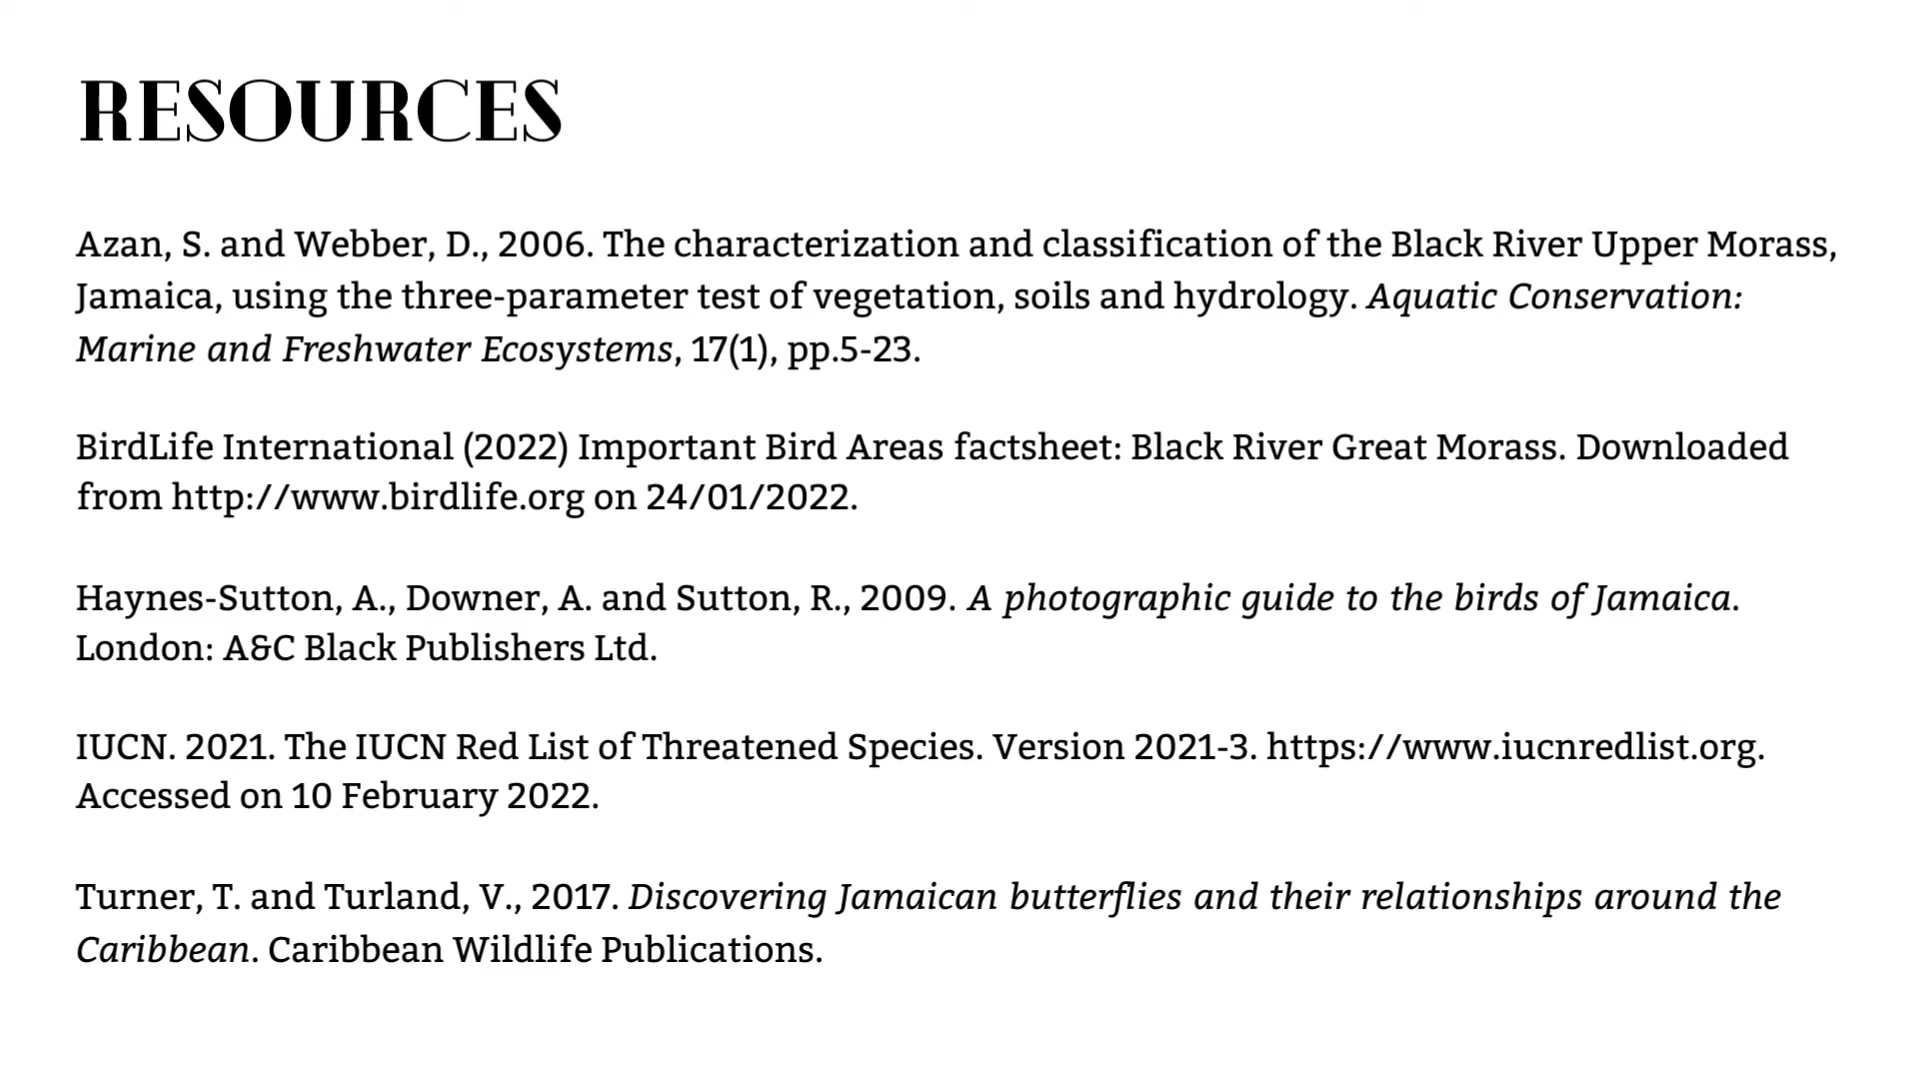 RESOURCES
Azan, S. and Webber, D., 2006. The characterization and classification of the Black River Upper Morass,
Jamaica, using the three-parameter test of vegetation, soils and hydrology. Aquatic Conservation:
Marine and Freshwater Ecosystems, 17(1), pp.5-23.
BirdLife International (2022) Important Bird Areas factsheet: Black River Great Morass. Downloaded
from http://www.birdlife.org on 24/01/2022.
Haynes-Sutton, A., Downer, A. and Sutton, R., 2009. A photographic guide to the birds of Jamaica.
London: A&C Black Publishers Ltd.
IUCN. 2021. The IUCN Red List of Threatened Species. Version 2021-3. https://www.iucnredlist.org.
Accessed on 10 February 2022.
Turner, T. and Turland, V., 2017. Discovering Jamaican butterflies and their relationships around the
Caribbean. Caribbean Wildlife Publications.